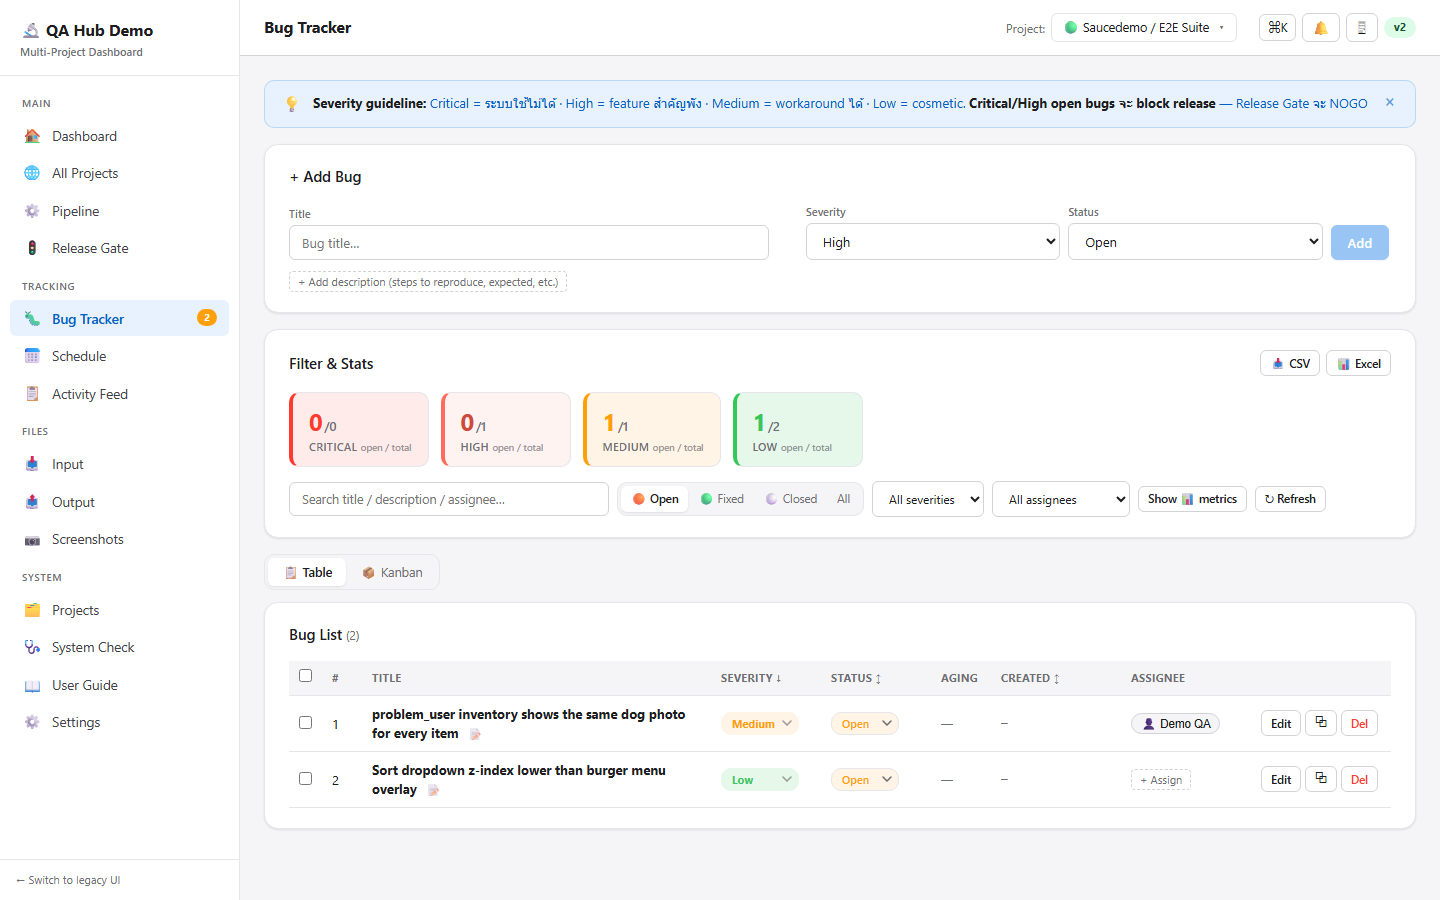 QA Hub Demo
Multi-Project Dashboard
MAIN
Dashboard
All Projects
Pipeline
Release Gate
TRACKING
Bug Tracker 2
Schedule
Activity Feed
FILES
Input
Output
Screenshots
SYSTEM
Projects
System Check
User Guide
Settings
← Switch to legacy UI
Bug Tracker
Project: Saucedemo / E2E Suite
⌘K
v2
Severity guideline: Critical = ระบบใช้ไม่ได้ · High = feature สำคัญพัง · Medium = workaround ได้ · Low = cosmetic. Critical/High open bugs จะ block release — Release Gate จะ NOGO ×
+ Add Bug
Title
Severity
Status
Bug title...
High
Open
Add
+ Add description (steps to reproduce, expected, etc.)
Filter & Stats
CSV
Excel
0/0
CRITICAL open / total
0/1
HIGH open / total
1/1
MEDIUM open / total
1/2
LOW open / total
Search title / description / assignee...
Open
Fixed
Closed
All
All severities
All assignees
Show metrics
↻ Refresh
Table
Kanban
Bug List (2)
# TITLE SEVERITY ↓ STATUS ↕ AGING CREATED ↕ ASSIGNEE
1 problem_user inventory shows the same dog photo
for every item
Medium Open — – Demo QA Edit Del
2 Sort dropdown z-index lower than burger menu
overlay
Low Open — – + Assign Edit Del